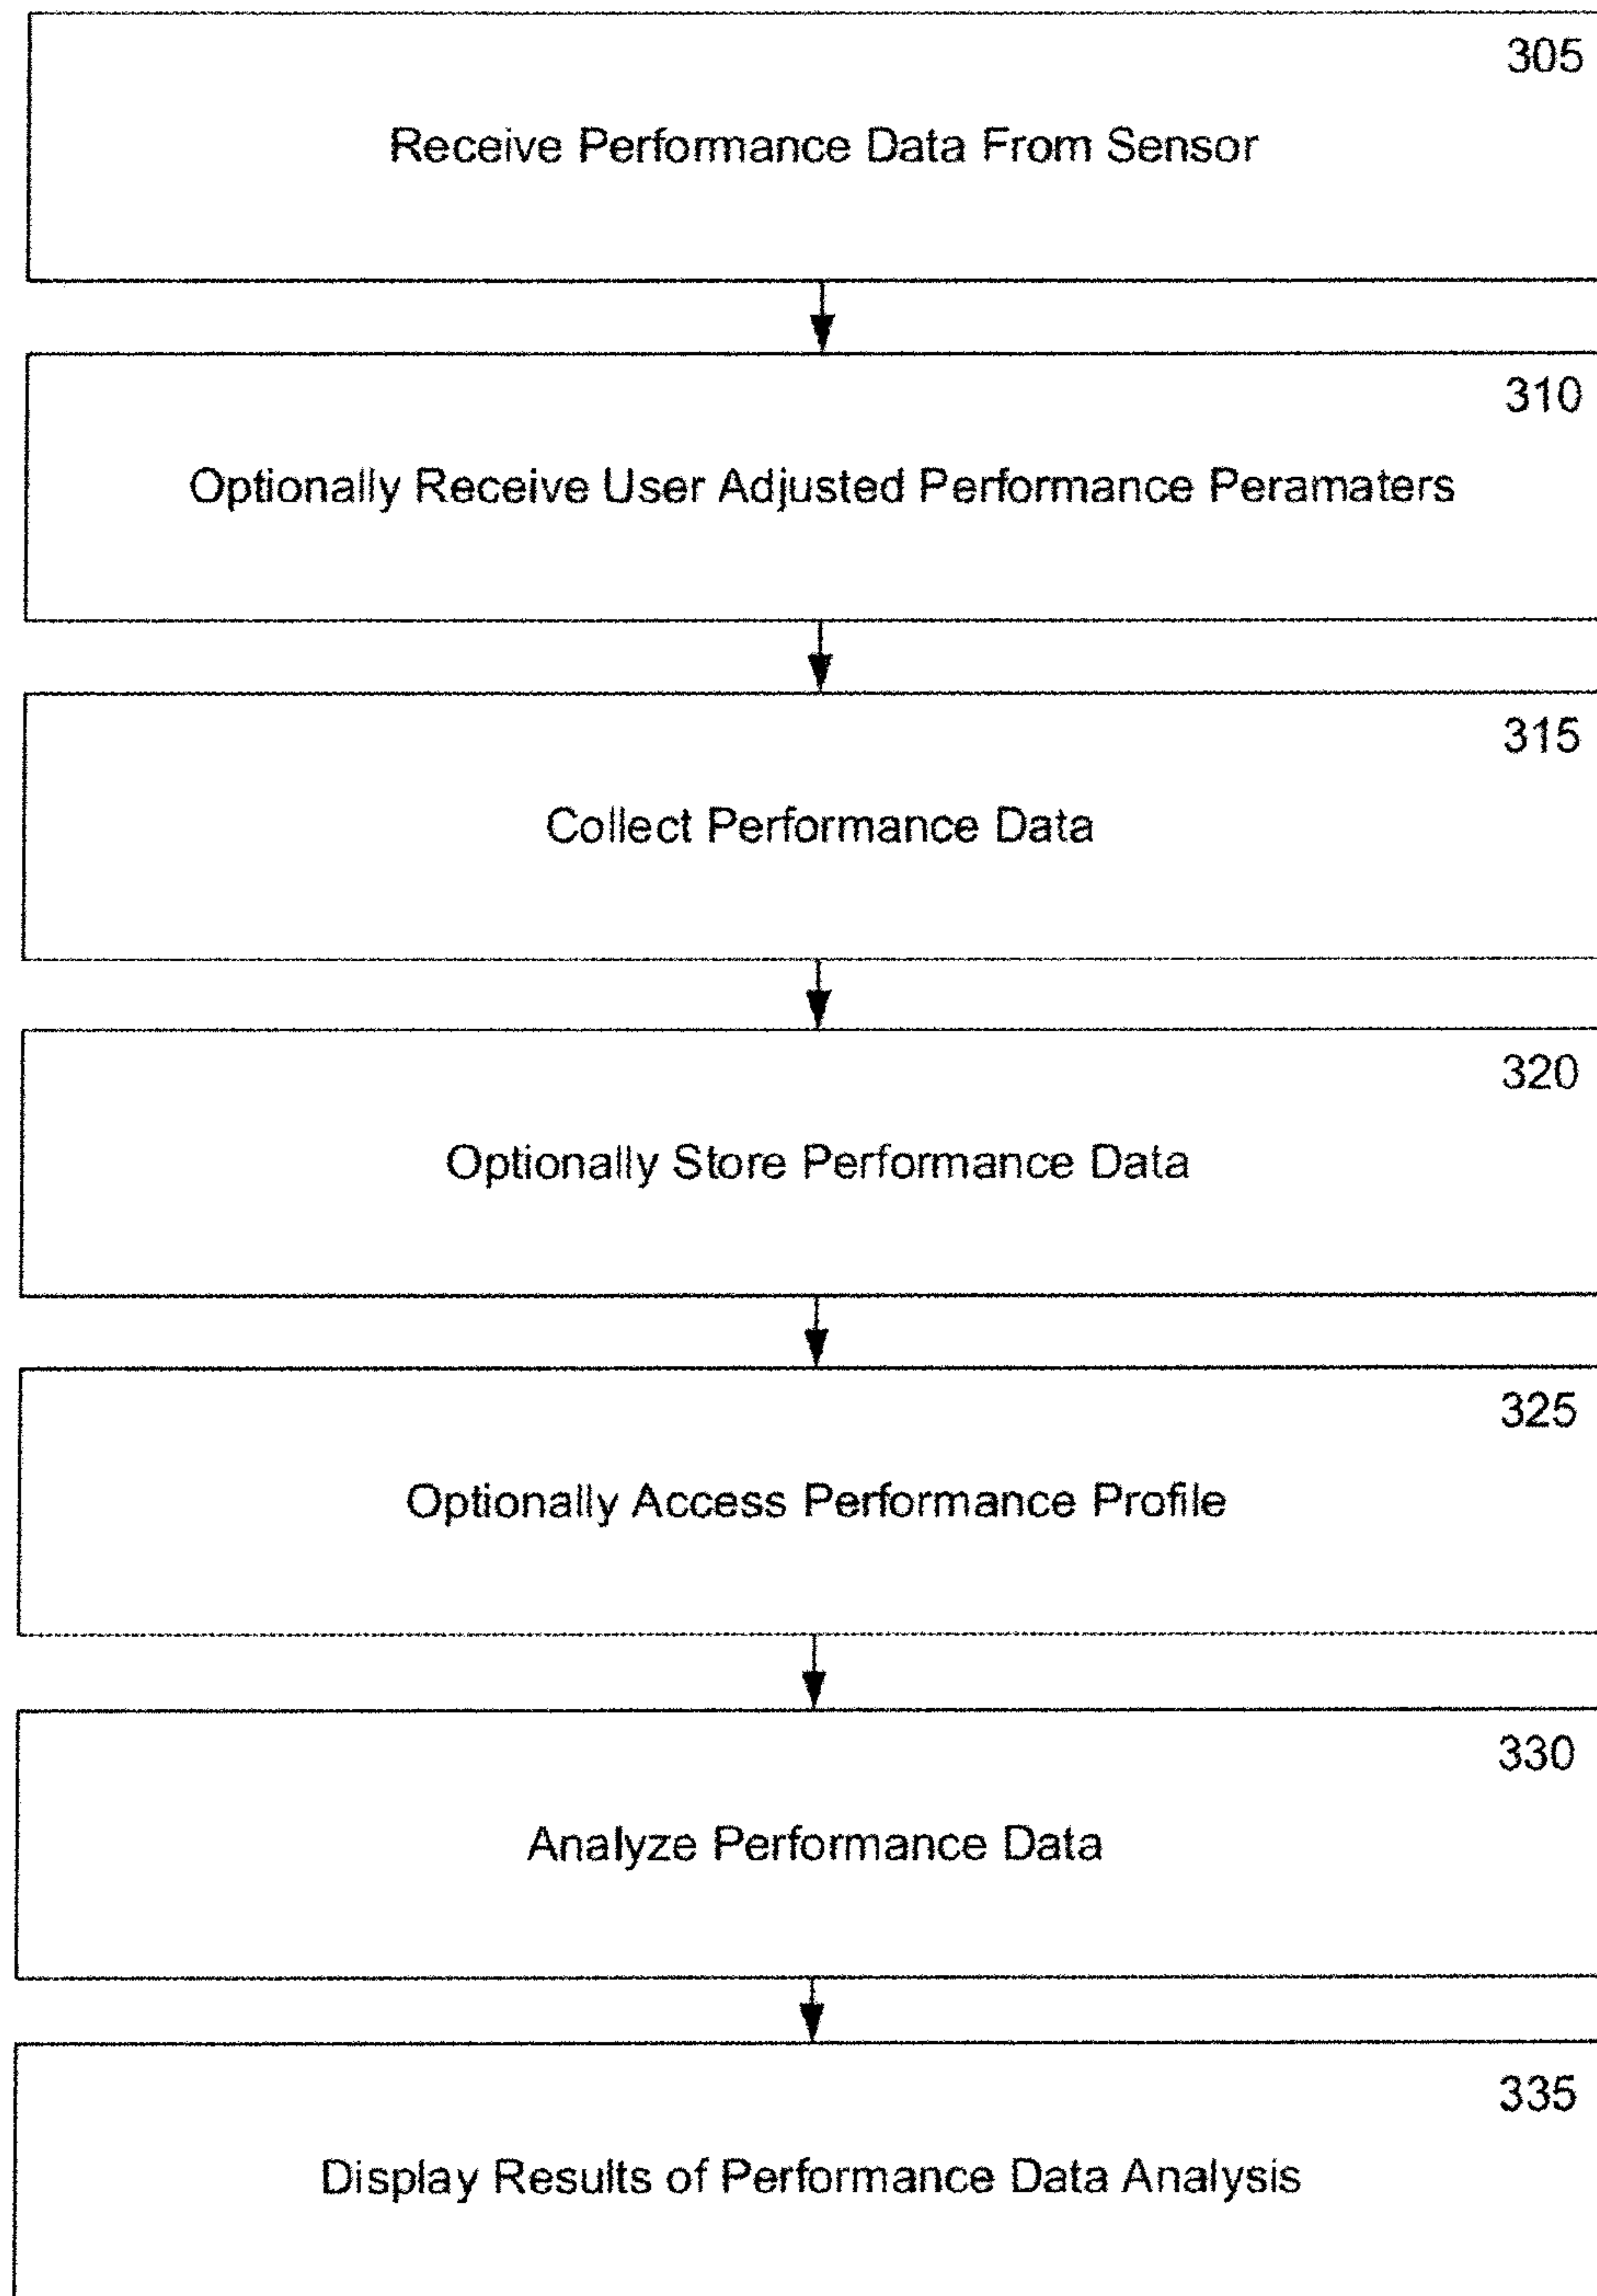 305
Receive Performance Data From Sensor
310
Optionally Receive User Adjusted Performance Peramaters
315
Collect Performance Data
320
Optionally Store Performance Data
325
Optionally Access Performance Profile
330
Analyze Performance Data
335
Display Results of Performance Data Analysis